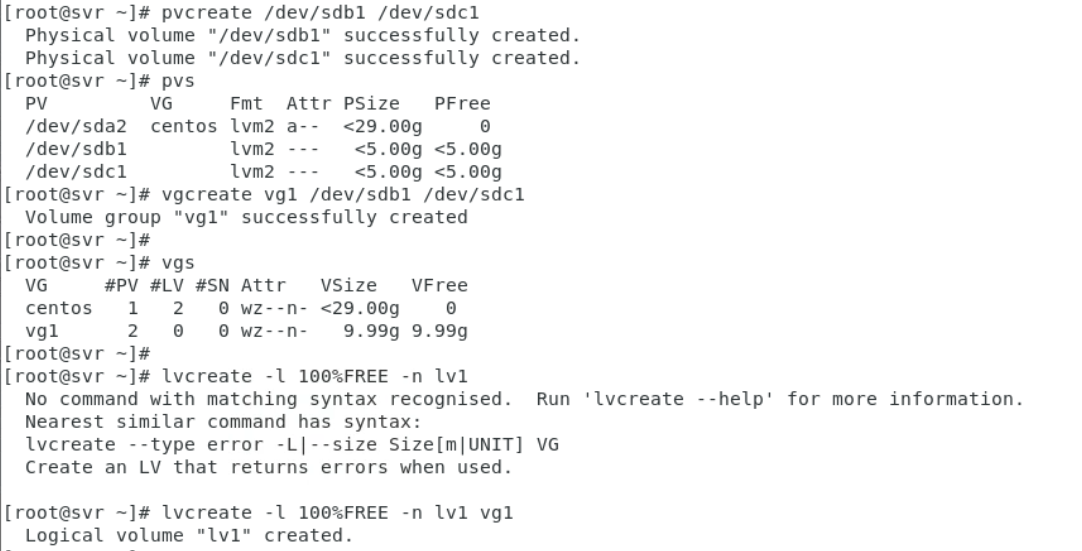 [root@svr ~]# pvcreate /dev/sdb1 /dev/sdc1
  Physical volume "/dev/sdb1" successfully created.
  Physical volume "/dev/sdc1" successfully created.
[root@svr ~]# pvs
  PV         VG     Fmt  Attr PSize   PFree
  /dev/sda2  centos lvm2 a--  <29.00g     0
  /dev/sdb1         lvm2 ---   <5.00g <5.00g
  /dev/sdc1         lvm2 ---   <5.00g <5.00g
[root@svr ~]# vgcreate vg1 /dev/sdb1 /dev/sdc1
  Volume group "vg1" successfully created
[root@svr ~]#
[root@svr ~]# vgs
  VG     #PV #LV #SN Attr   VSize   VFree
  centos   1   2   0 wz--n- <29.00g    0
  vg1      2   0   0 wz--n-   9.99g 9.99g
[root@svr ~]#
[root@svr ~]# lvcreate -l 100%FREE -n lv1
  No command with matching syntax recognised.  Run 'lvcreate --help' for more information.
  Nearest similar command has syntax:
  lvcreate --type error -L|--size Size[m|UNIT] VG
  Create an LV that returns errors when used.

[root@svr ~]# lvcreate -l 100%FREE -n lv1 vg1
  Logical volume "lv1" created.